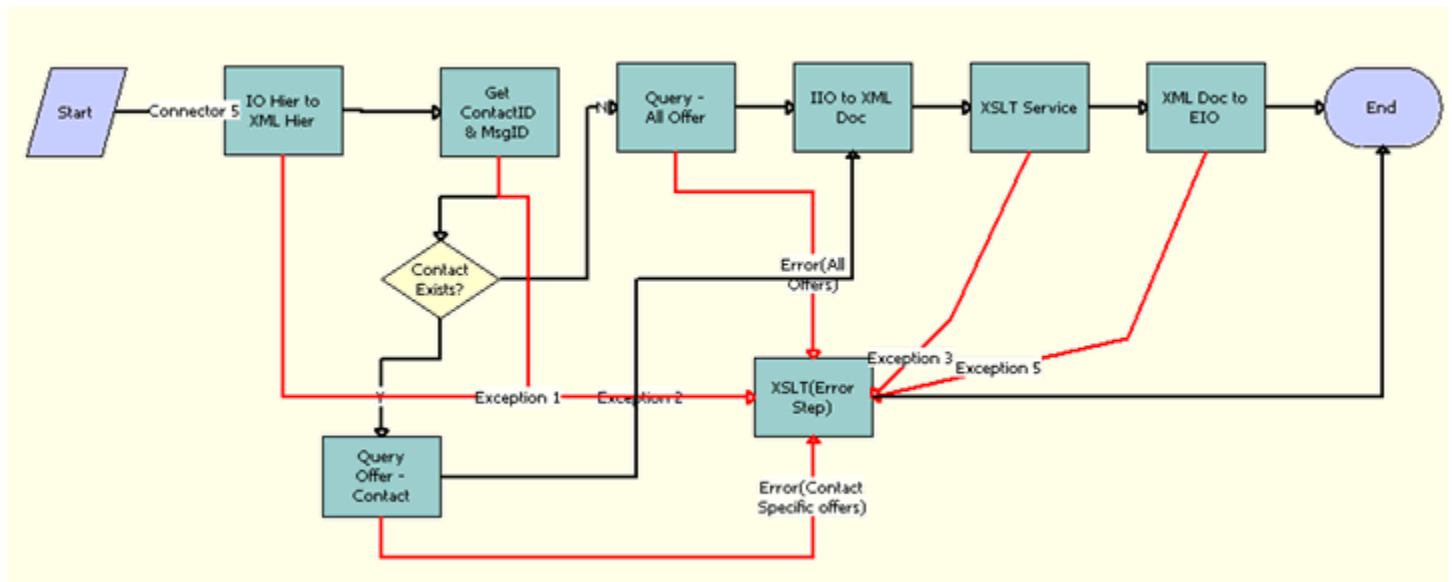 Start
Connector 5
IO Hier to
XML Hier
Get
ContactID
& MsgID
N
Query -
All Offer
IIO to XML
Doc
XSLT Service
XML Doc to
EIO
End
Contact
Exists?
Error(All
Offers)
Exception 3
Exception 5
Y
Exception 1
Exception 2
XSLT(Error
Step)
Query
Offer -
Contact
Error(Contact
Specific offers)